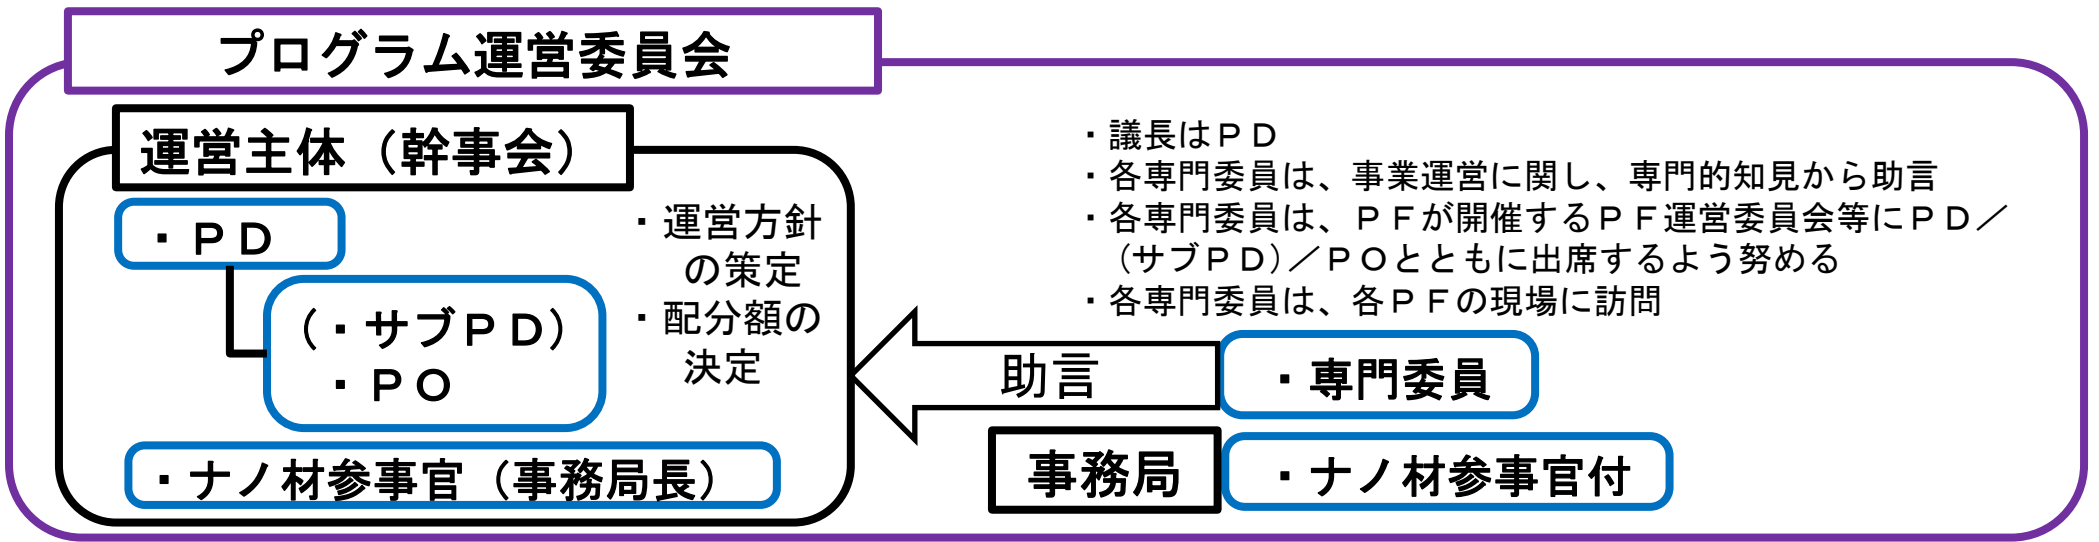 プログラム運営委員会
運営主体（幹事会）
・ＰＤ
（・サブＰＤ）
・ＰＯ
・運営方針
の策定
・配分額の
決定
・ナノ材参事官（事務局長）
・議長はＰＤ
・各専門委員は、事業運営に関し、専門的知見から助言
・各専門委員は、ＰＦが開催するＰＦ運営委員会等にＰＤ／
(サブＰＤ)／ＰＯとともに出席するよう努める
・各専門委員は、各ＰＦの現場に訪問
助言
・専門委員
事務局
・ナノ材参事官付